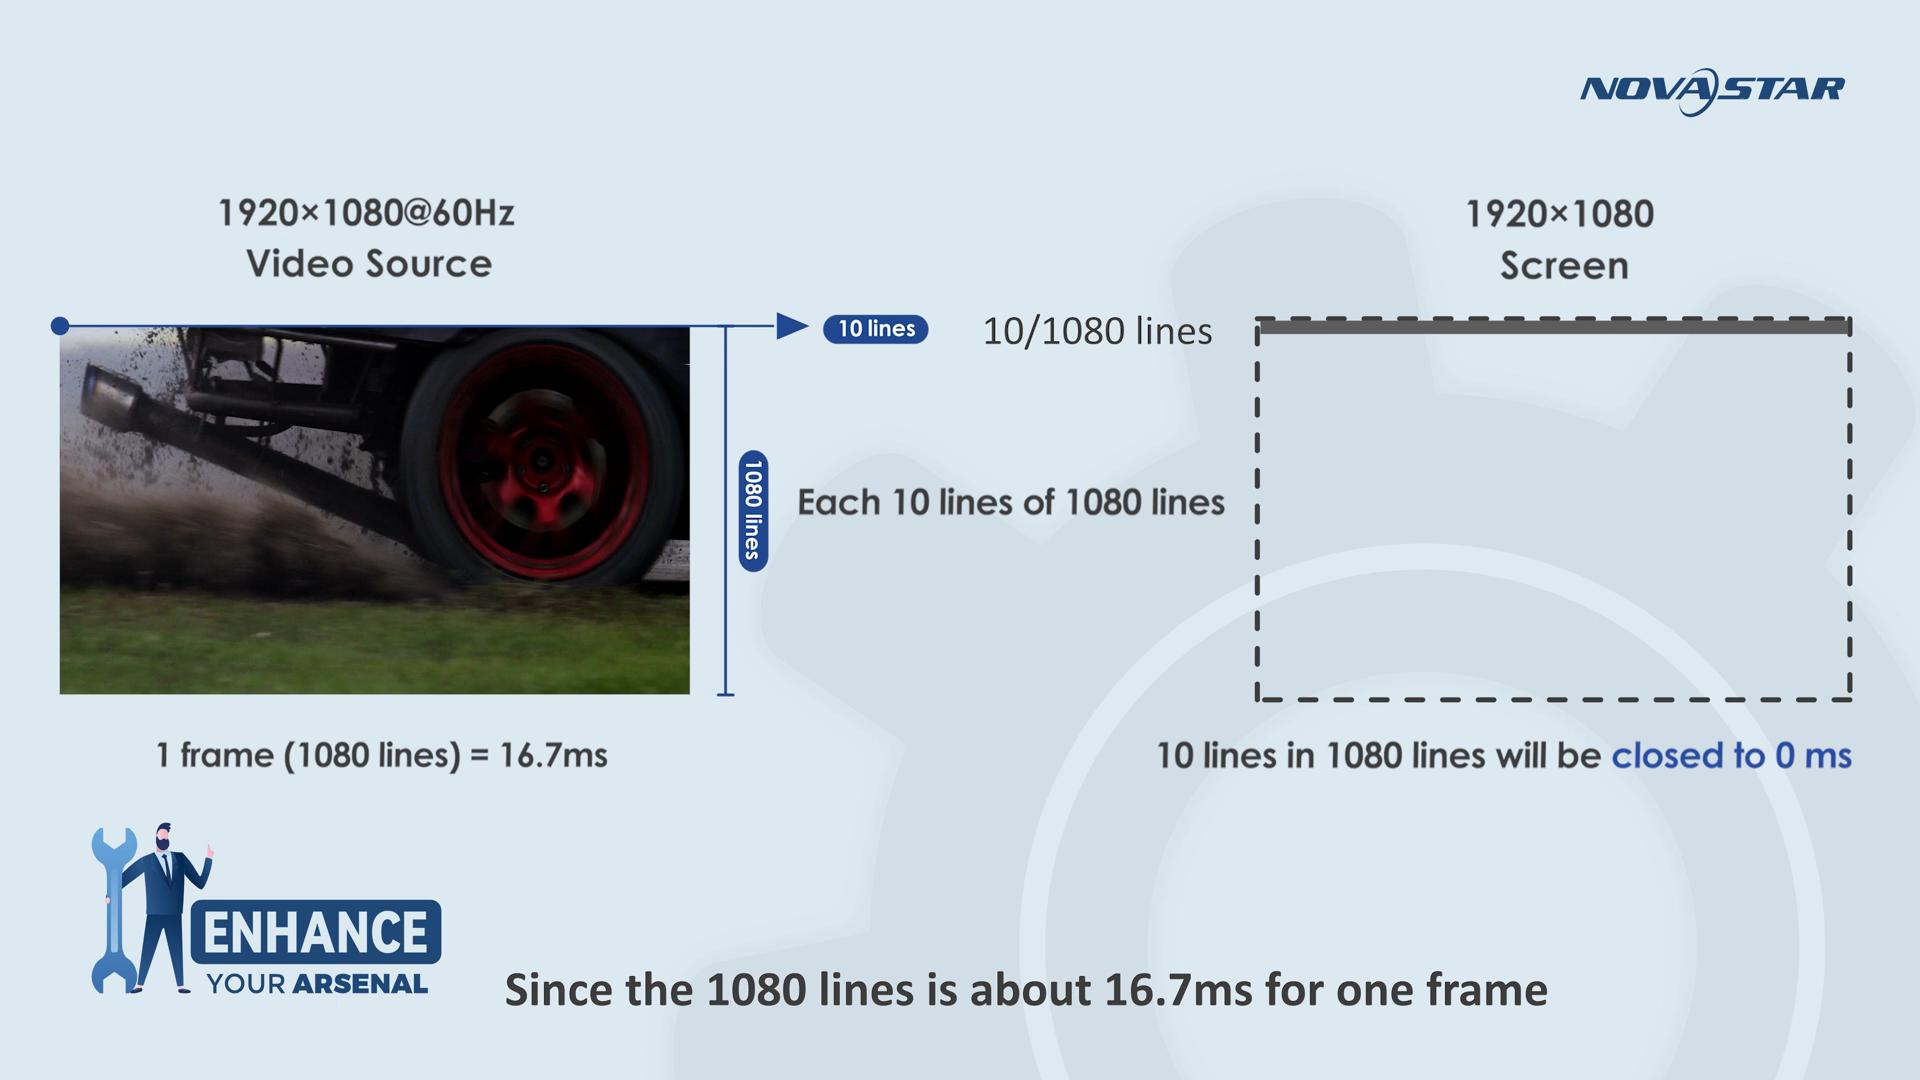 NOVASTAR
1920×1080@60Hz
Video Source
1920×1080
Screen
10 lines
10/1080 lines
1080 lines
Each 10 lines of 1080 lines
1 frame (1080 lines) = 16.7ms
10 lines in 1080 lines will be closed to 0 ms
ENHANCE
YOUR ARSENAL
Since the 1080 lines is about 16.7ms for one frame